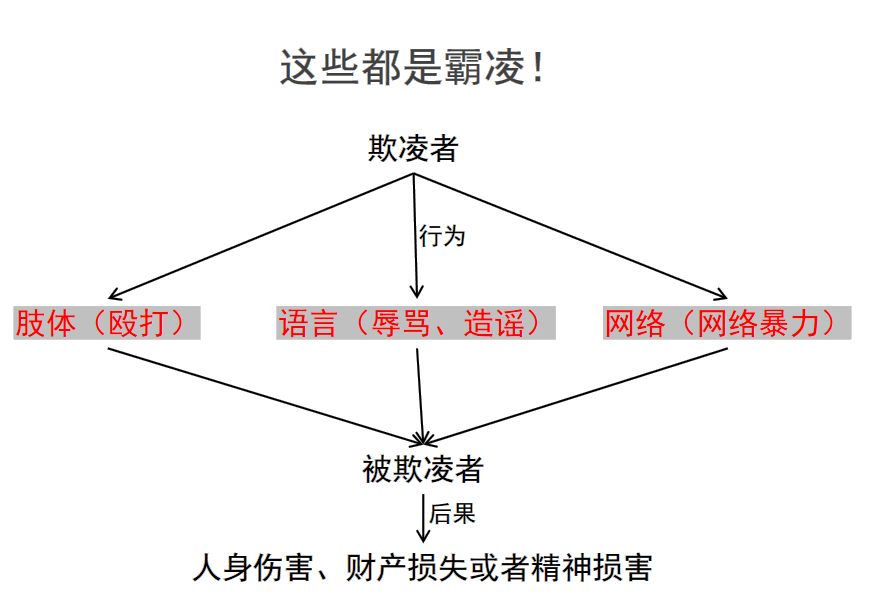 这些都是霸凌！
欺凌者
行为
肢体（殴打）
语言（辱骂、造谣）
网络（网络暴力）
被欺凌者
后果
人身伤害、财产损失或者精神损害